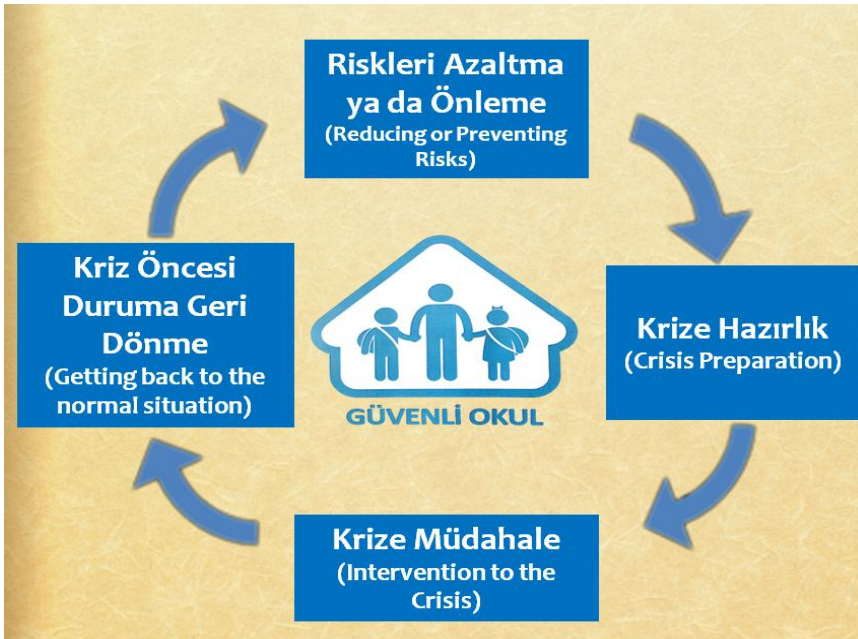 Riskleri Azaltma
ya da Önleme
(Reducing or Preventing
Risks)
Kriz Öncesi
Duruma Geri
Dönme
(Getting back to the
normal situation)
GÜVENLİ OKUL
Krize Hazırlık
(Crisis Preparation)
Krize Müdahale
(Intervention to the
Crisis)